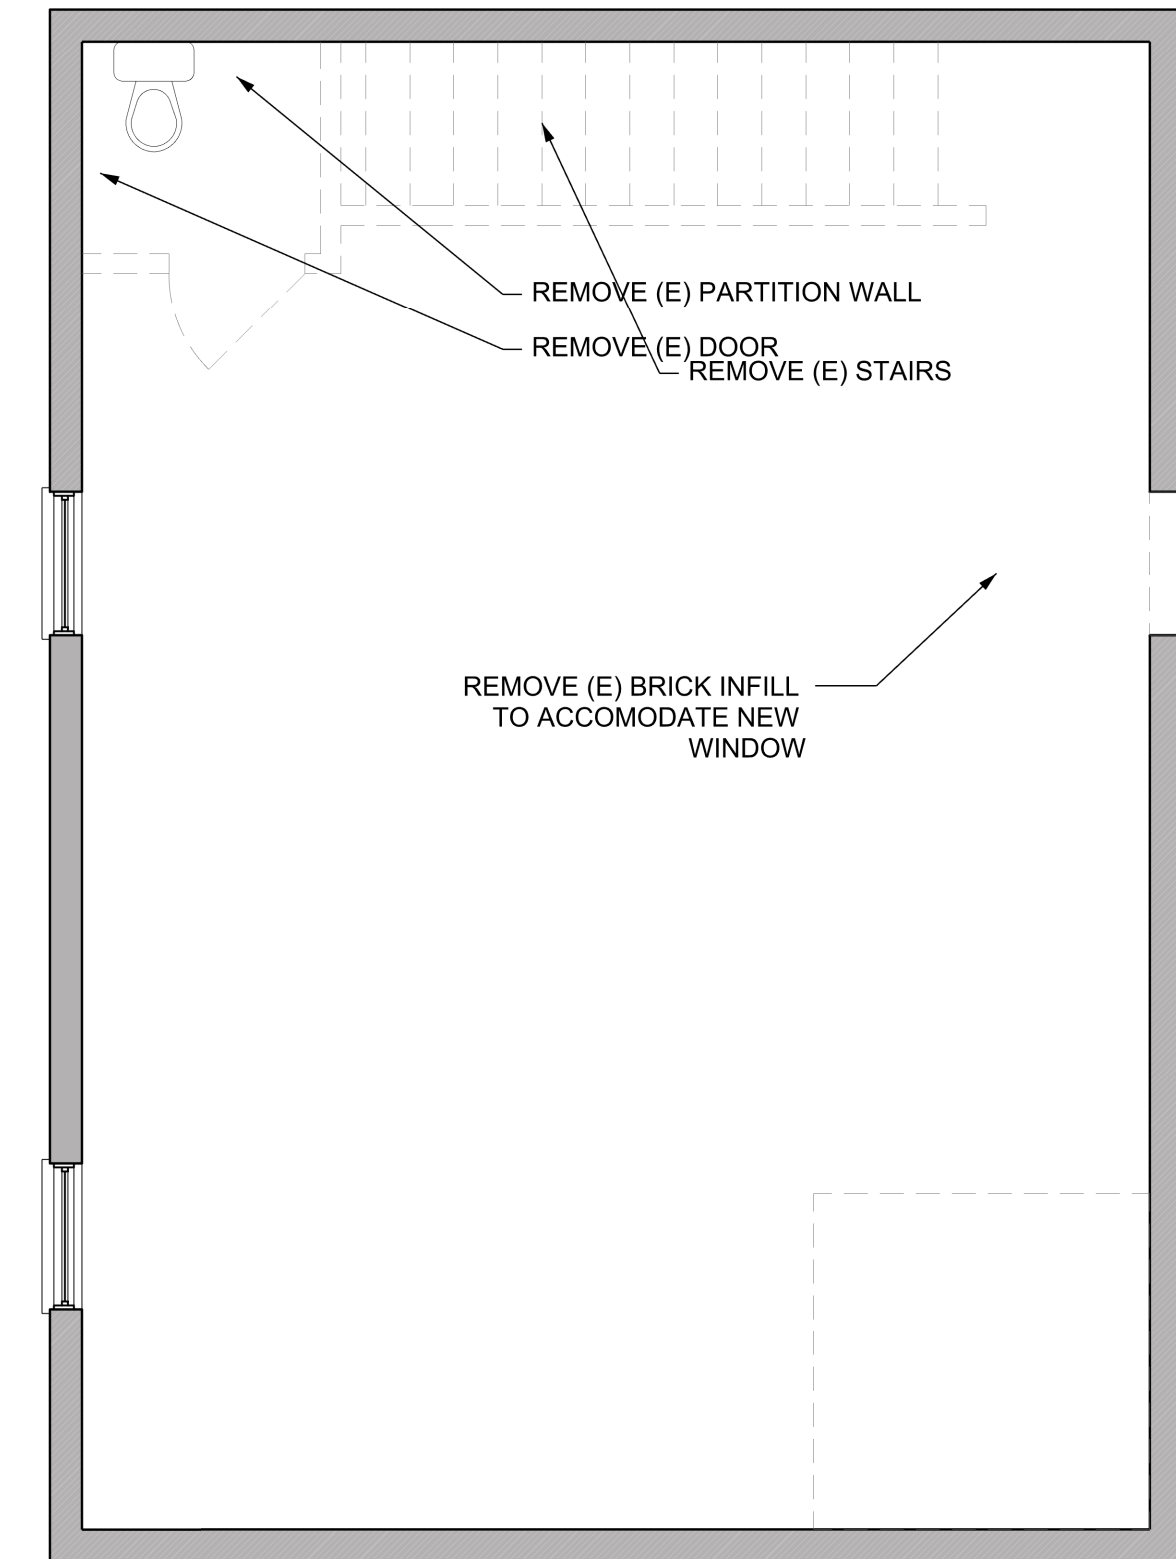 REMOVE (E) PARTITION WALL
REMOVE (E) DOOR
REMOVE (E) STAIRS
REMOVE (E) BRICK INFILL
TO ACCOMODATE NEW
WINDOW